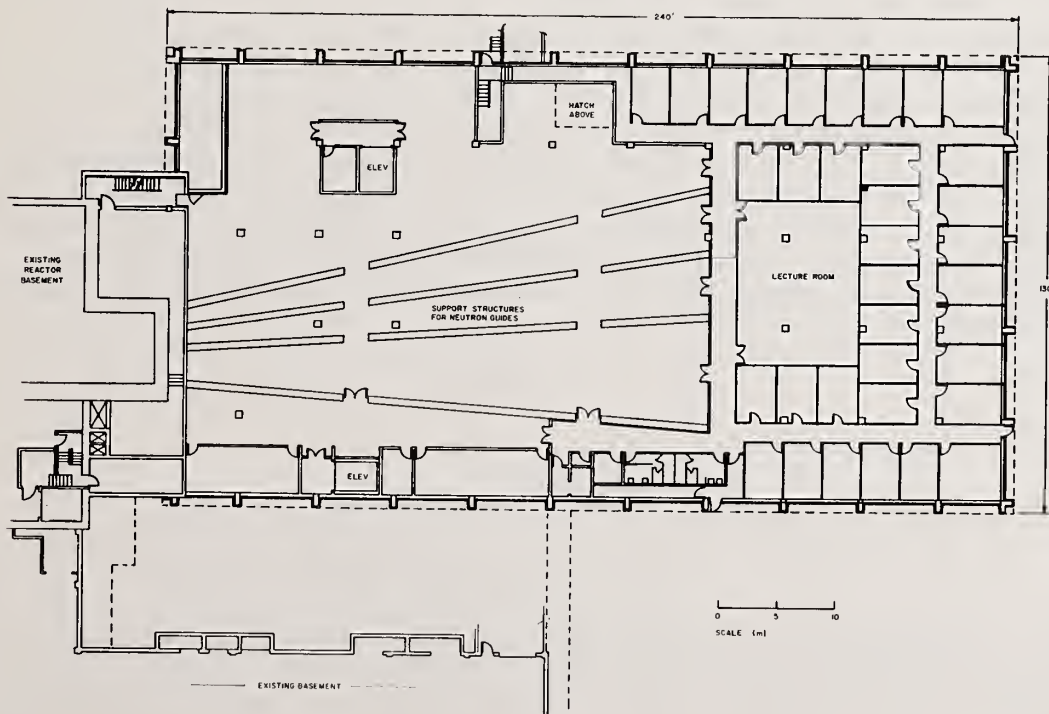 240'
HATCH
ABOVE
ELEV
EXISTING
REACTOR
BASEMENT
LECTURE ROOM
SUPPORT STRUCTURES
FOR NEUTRON GUIDES
ELEV
0 5 10
SCALE (m)
EXISTING BASEMENT